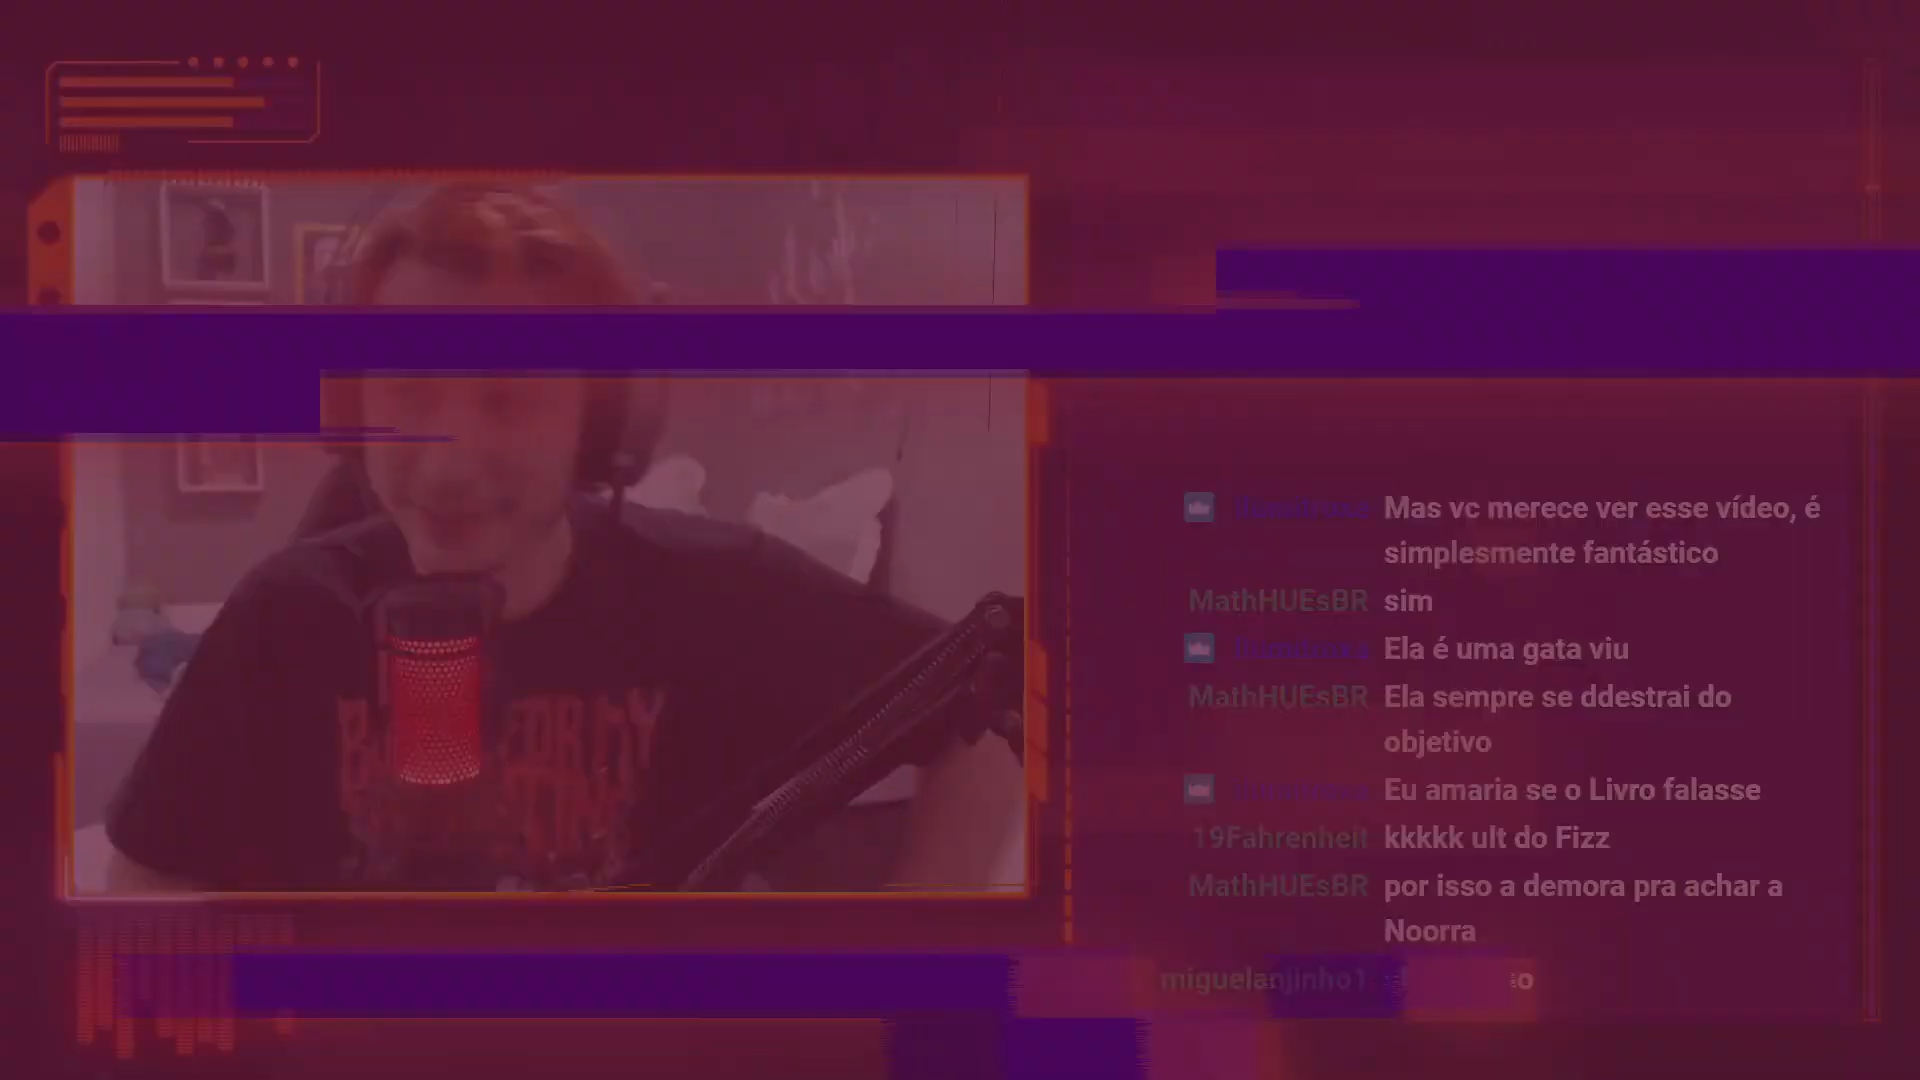 Mas vc merece ver esse vídeo, é
simplesmente fantástico
MathHUEsBR sim
Ela é uma gata viu
MathHUEsBR Ela sempre se ddestrai do
objetivo
Eu amaria se o Livro falasse
19Fahrenheit kkkkk ult do Fizz
MathHUEsBR por isso a demora pra achar a
Noorra
miguelanjinho1